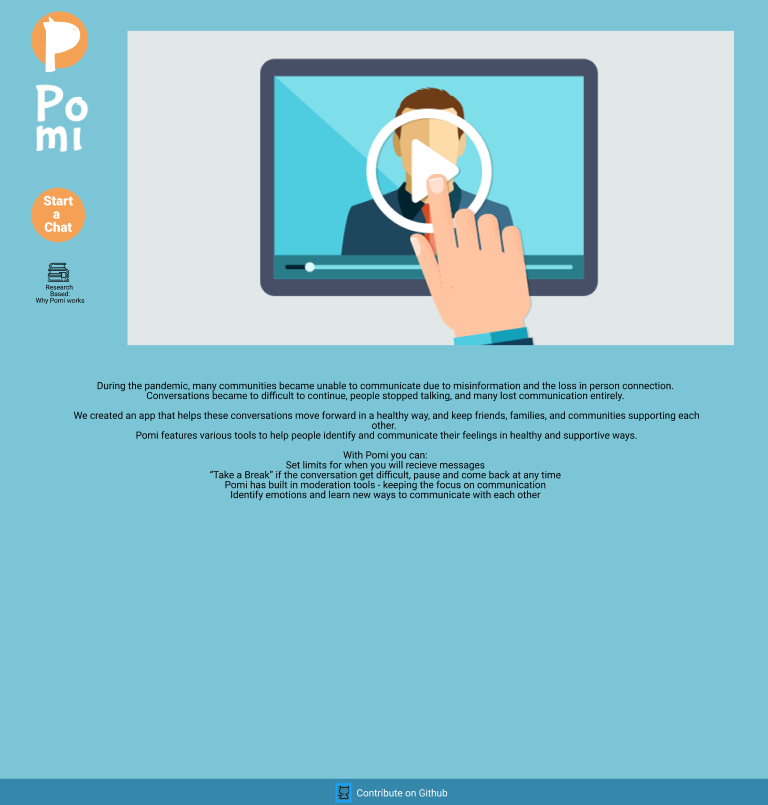 Po
mi
Start
a
Chat
Research
Based:
Why Pomi works
During the pandemic, many communities became unable to communicate due to misinformation and the loss in person connection.
Conversations became to difficult to continue, people stopped talking, and many lost communication entirely.
We created an app that helps these conversations move forward in a healthy way, and keep friends, families, and communities supporting each
other.
Pomi features various tools to help people identify and communicate their feelings in healthy and supportive ways.
With Pomi you can:
Set limits for when you will recieve messages
"Take a Break" if the conversation get difficult, pause and come back at any time
Pomi has built in moderation tools - keeping the focus on communication
Identify emotions and learn new ways to communicate with each other
Contribute on Github